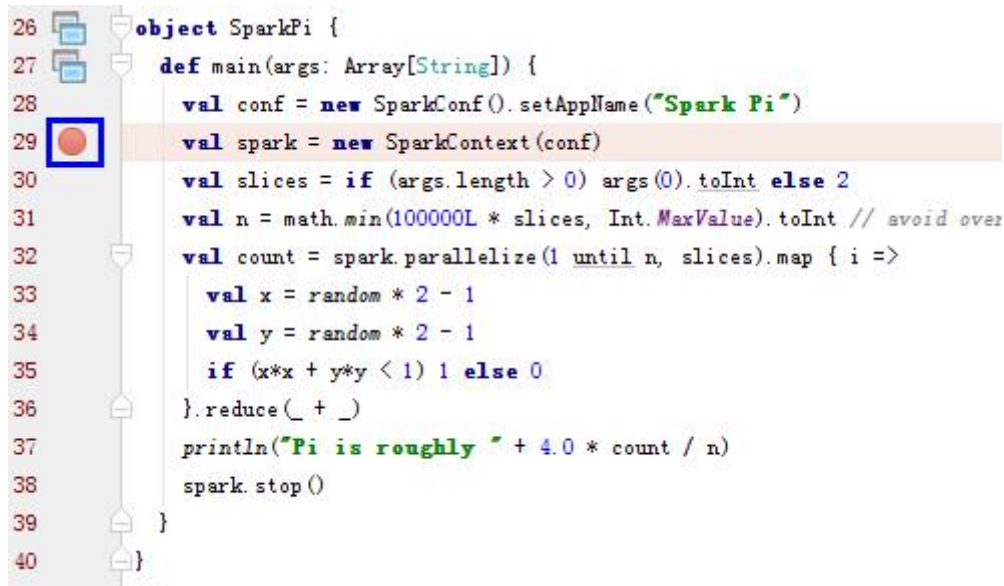 26 object SparkPi {
27 def main(args: Array[String]) {
28 val conf = new SparkConf().setAppName("Spark Pi")
29 val spark = new SparkContext(conf)
30 val slices = if (args.length > 0) args(0).toInt else 2
31 val n = math.min(100000L * slices, Int.MaxValue).toInt // avoid over
32 val count = spark.parallelize(1 until n, slices).map { i =>
33 val x = random * 2 - 1
34 val y = random * 2 - 1
35 if (x*x + y*y < 1) 1 else 0
36 }.reduce(_ + _)
37 println("Pi is roughly " + 4.0 * count / n)
38 spark.stop()
39 }
40 }